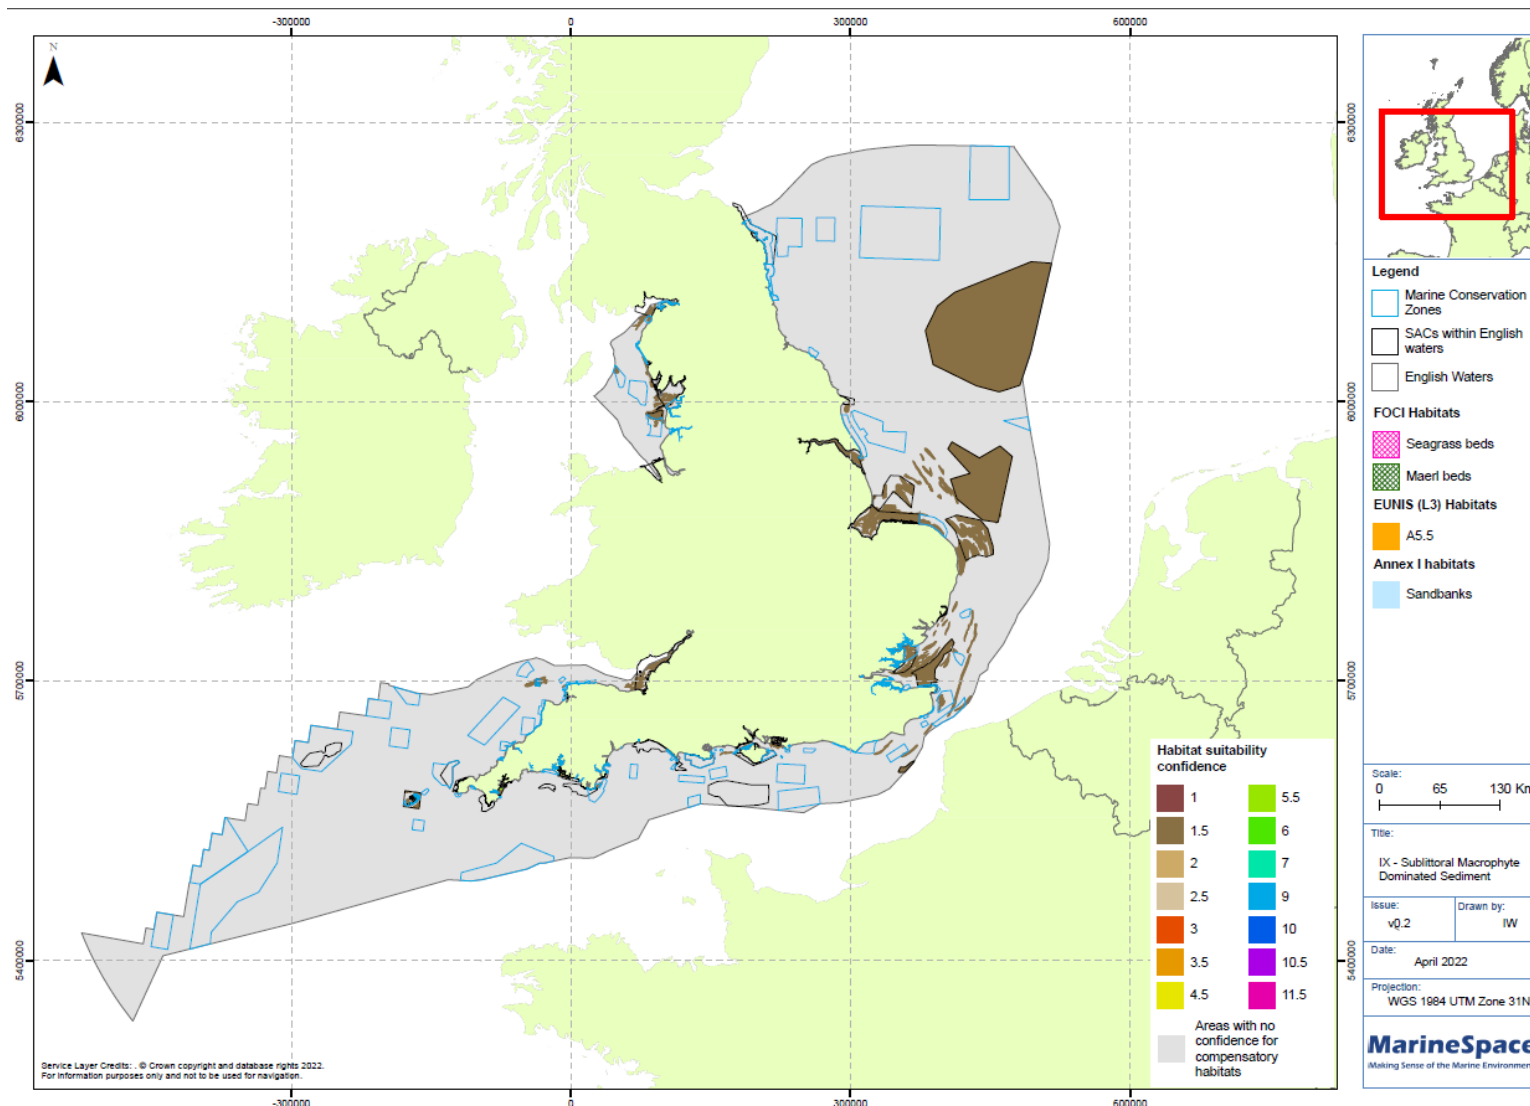 -300000
0
300000
600000
N
6300000
6300000
6000000
6000000
5700000
5700000
5400000
5400000
Habitat suitability
confidence
1
5.5
1.5
6
2
7
2.5
9
3
10
3.5
10.5
4.5
11.5
Areas with no
confidence for
compensatory
habitats
Service Layer Credits: . © Crown copyright and database rights 2022.
For information purposes only and not to be used for navigation.
-300000
0
300000
600000
Legend
Marine Conservation
Zones
SACs within English
waters
English Waters
FOCI Habitats
Seagrass beds
Maerl beds
EUNIS (L3) Habitats
A5.5
Annex I habitats
Sandbanks
Scale:
0 65 130 Km
Title:
IX - Sublittoral Macrophyte
Dominated Sediment
Issue:
v0.2
Drawn by:
IW
Date:
April 2022
Projection:
WGS 1984 UTM Zone 31N
MarineSpace
Making Sense of the Marine Environment